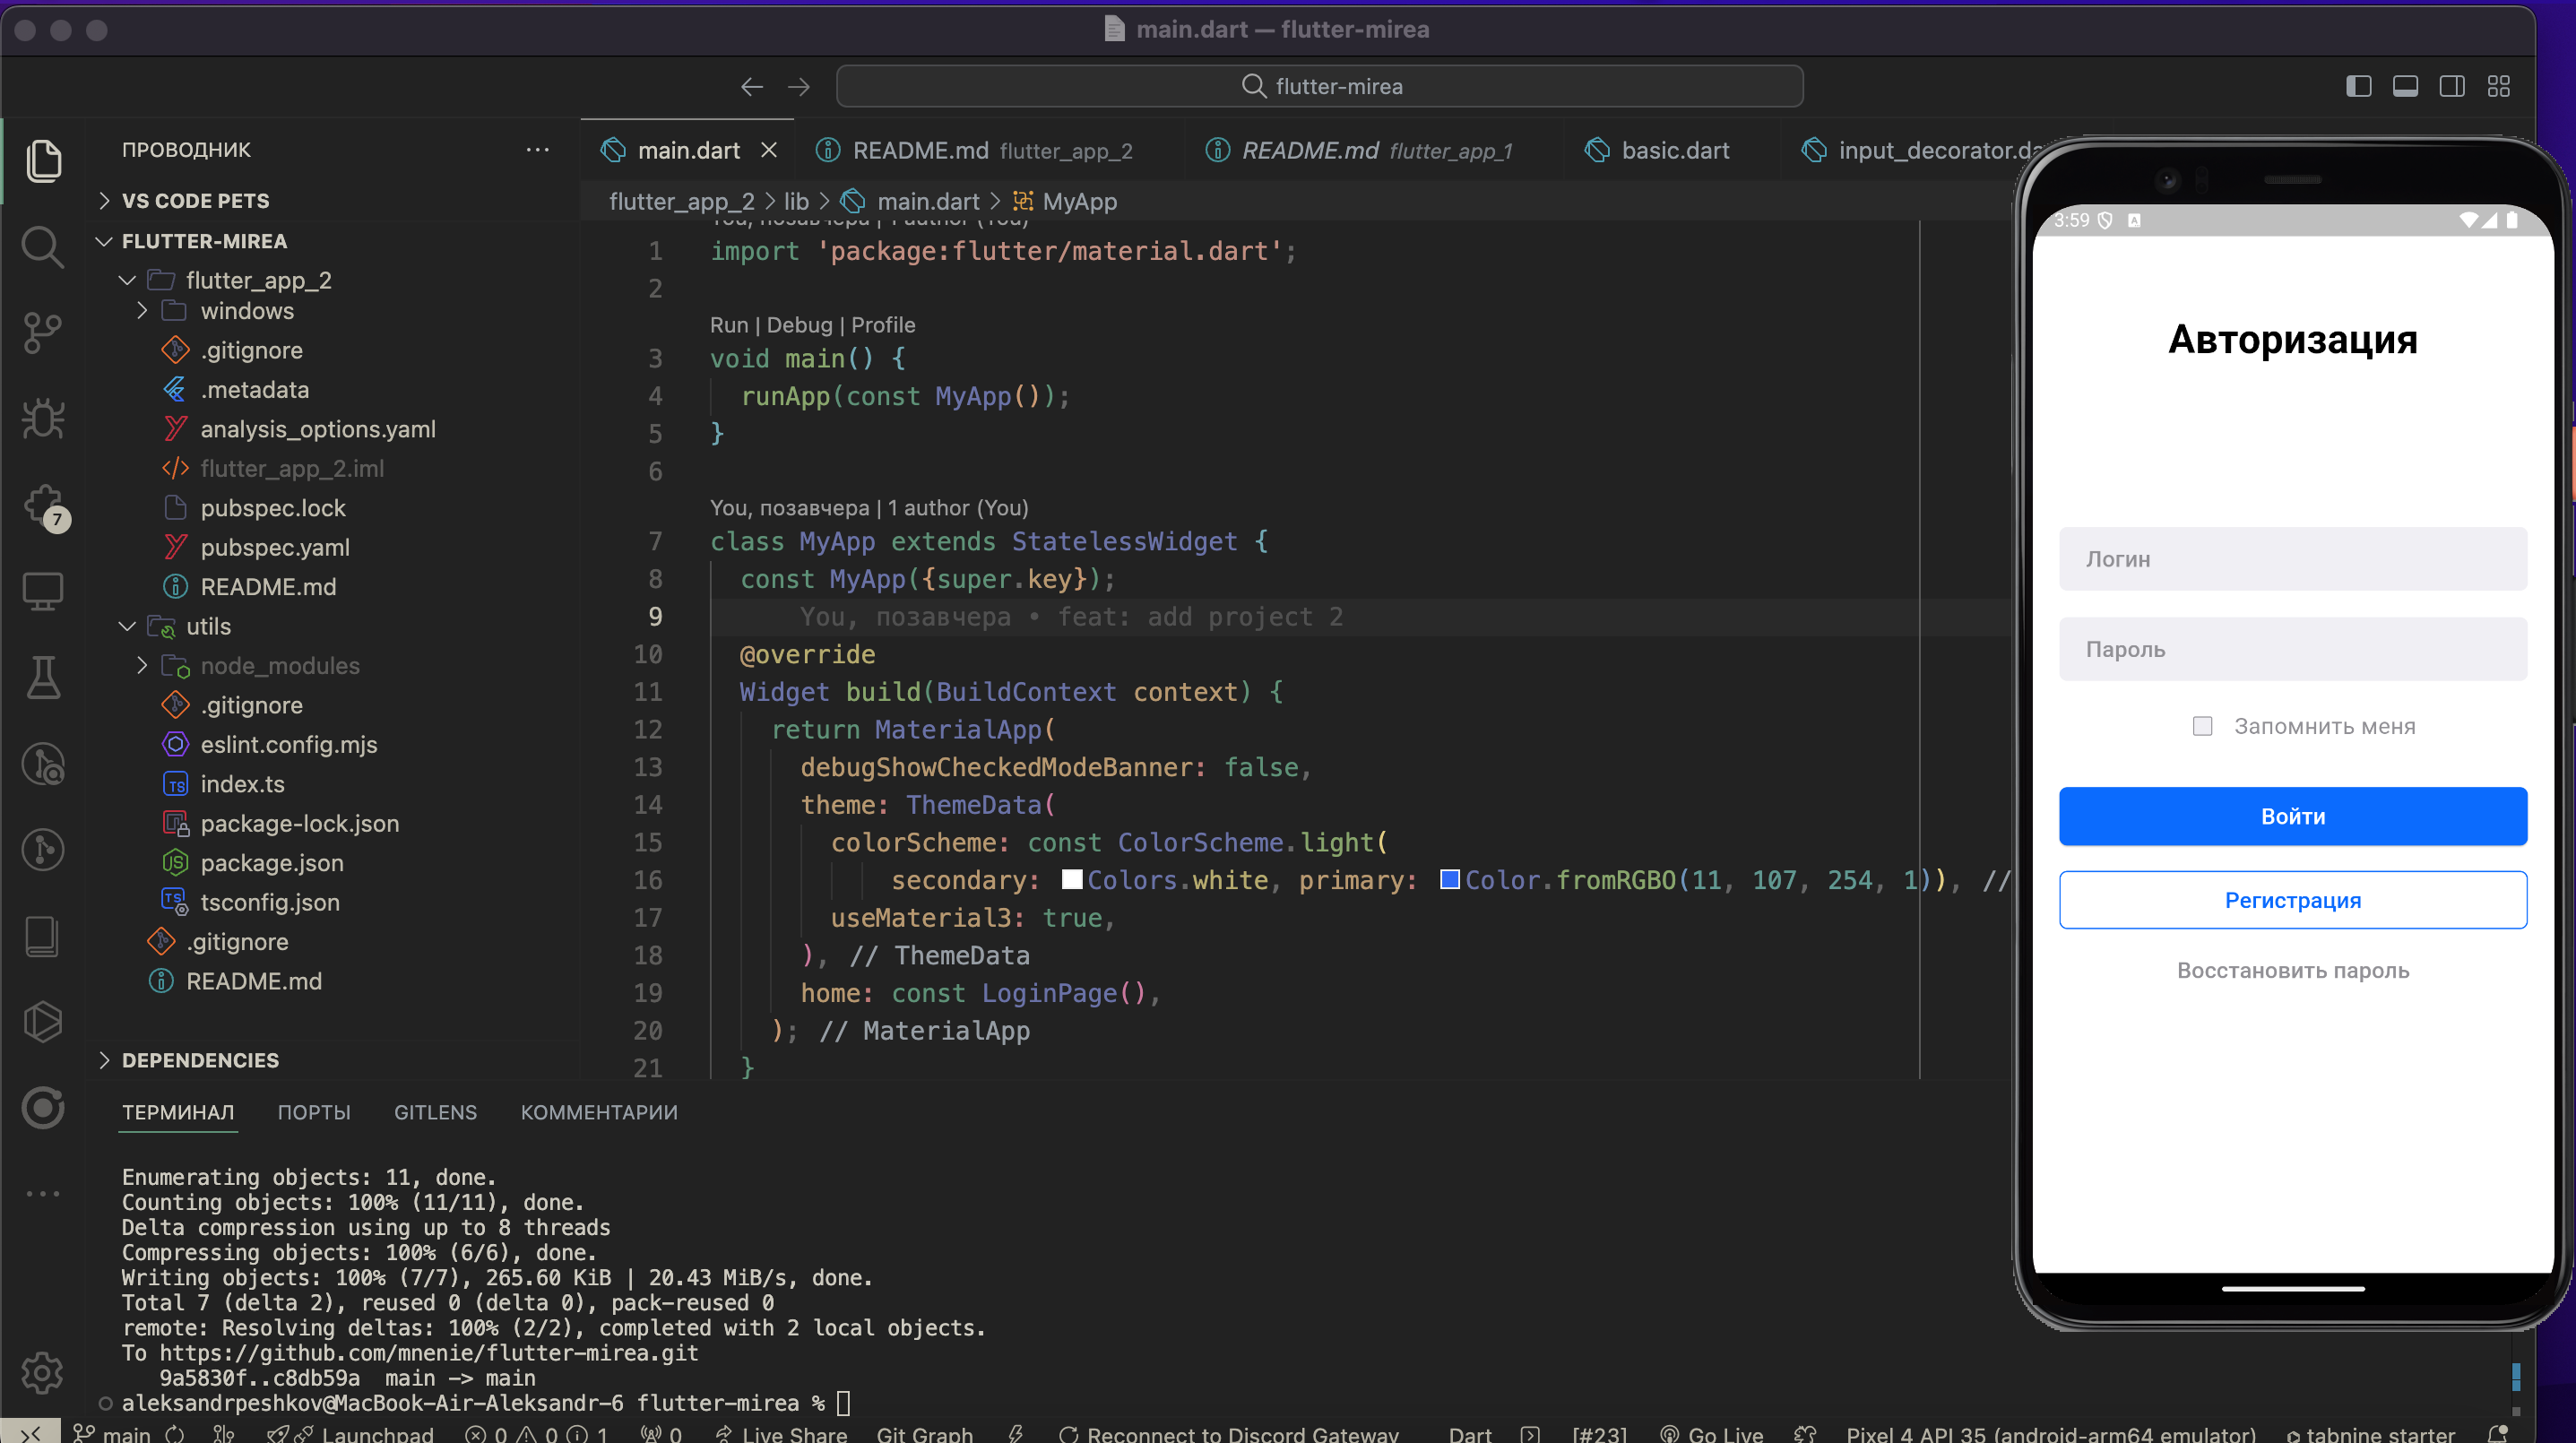 main.dart — flutter-mirea
flutter-mirea
ПРОВОДНИК
VS CODE PETS
FLUTTER-MIREA
flutter_app_2
windows
.gitignore
.metadata
analysis_options.yaml
flutter_app_2.iml
pubspec.lock
pubspec.yaml
README.md
utils
node_modules
.gitignore
eslint.config.mjs
index.ts
package-lock.json
package.json
tsconfig.json
.gitignore
README.md
DEPENDENCIES
7
main.dart
README.md flutter_app_2
README.md flutter_app_1
basic.dart
input_decorator.da
flutter_app_2 > lib > main.dart > MyApp
You, позавчера | 1 author (You)
1 import 'package:flutter/material.dart';
2
Run | Debug | Profile
3 void main() {
4 runApp(const MyApp());
5 }
6
You, позавчера | 1 author (You)
7 class MyApp extends StatelessWidget {
8 const MyApp({super.key});
9 You, позавчера • feat: add project 2
10 @override
11 Widget build(BuildContext context) {
12 return MaterialApp(
13 debugShowCheckedModeBanner: false,
14 theme: ThemeData(
15 colorScheme: const ColorScheme.light(
16 secondary: Colors.white, primary: Color.fromRGBO(11, 107, 254, 1)), //
17 useMaterial3: true,
18 ), // ThemeData
19 home: const LoginPage(),
20 ); // MaterialApp
21 }
ТЕРМИНАЛ ПОРТЫ GITLENS КОММЕНТАРИИ
Enumerating objects: 11, done.
Counting objects: 100% (11/11), done.
Delta compression using up to 8 threads
Compressing objects: 100% (6/6), done.
Writing objects: 100% (7/7), 265.60 KiB | 20.43 MiB/s, done.
Total 7 (delta 2), reused 0 (delta 0), pack-reused 0
remote: Resolving deltas: 100% (2/2), completed with 2 local objects.
To https://github.com/mnenie/flutter-mirea.git
9a5830f..c8db59a main -> main
aleksandrpeshkov@MacBook-Air-Aleksandr-6 flutter-mirea %
main Launchpad 0 0 1 0 Live Share Git Graph Reconnect to Discord Gateway Dart [#23] Go Live Pixel 4 API 35 (android-arm64 emulator) tabnine starter
3:59
Авторизация
Логин
Пароль
Запомнить меня
Войти
Регистрация
Восстановить пароль